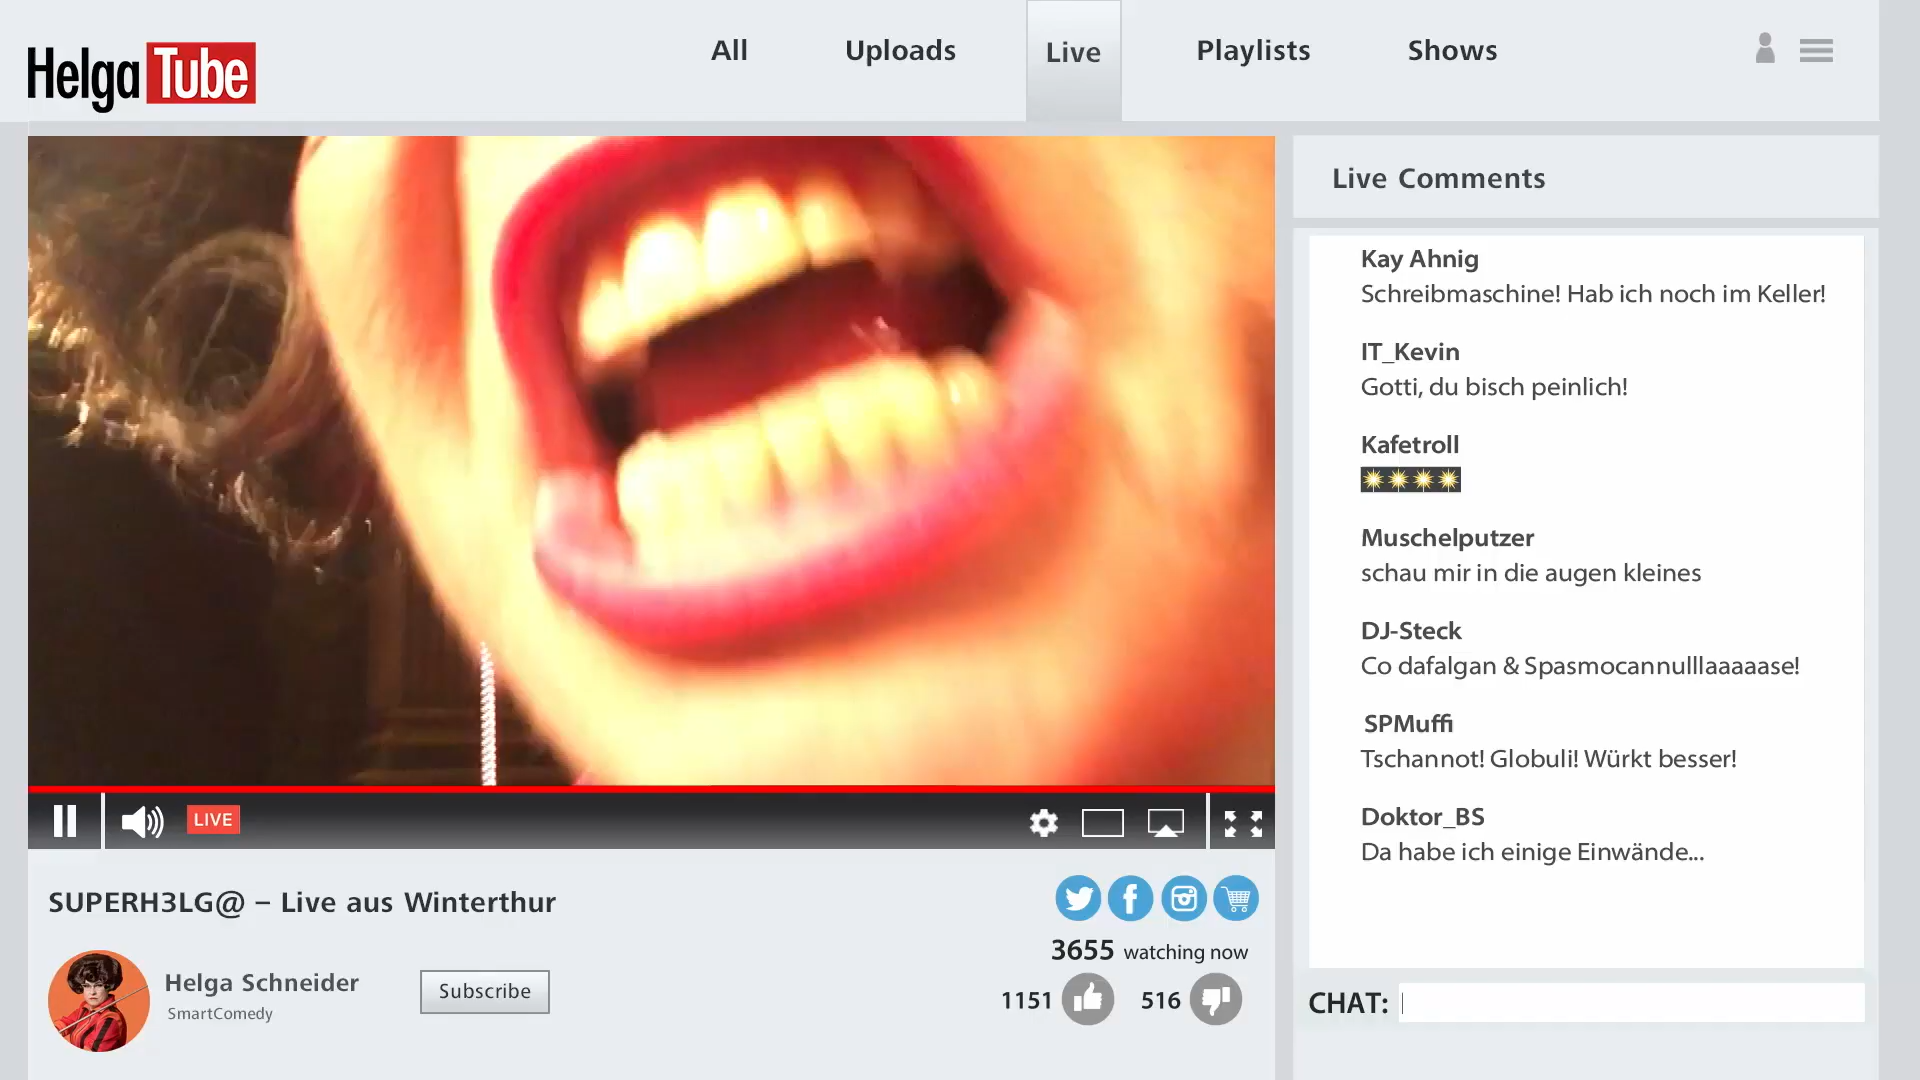 HelgaTube
All
Uploads
Live
Playlists
Shows
Live Comments
Kay Ahnig
Schreibmaschine! Hab ich noch im Keller!
IT_Kevin
Gotti, du bisch peinlich!
Kafetroll
Muschelputzer
schau mir in die augen kleines
DJ-Steck
Co dafalgan & Spasmocannulllaaaaase!
SPMuffi
Tschannot! Globuli! Würkt besser!
Doktor_BS
Da habe ich einige Einwände...
CHAT:
LIVE
SUPERH3LG@ – Live aus Winterthur
Helga Schneider
SmartComedy
Subscribe
3655 watching now
1151
516